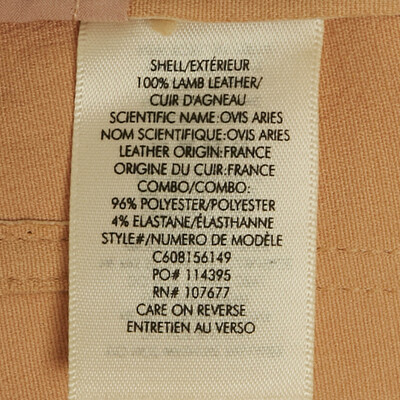 SHELL/EXTÉRIEUR
100% LAMB LEATHER/
CUIR D'AGNEAU
SCIENTIFIC NAME:OVIS ARIES
NOM SCIENTIFIQUE:OVIS ARIES
LEATHER ORIGIN:FRANCE
ORIGINE DU CUIR:FRANCE
COMBO/COMBO:
96% POLYESTER/POLYESTER
4% ELASTANE/ÉLASTHANNE
STYLE#/NUMERO DE MODÈLE
C608156149
PO# 114395
RN# 107677
CARE ON REVERSE
ENTRETIEN AU VERSO